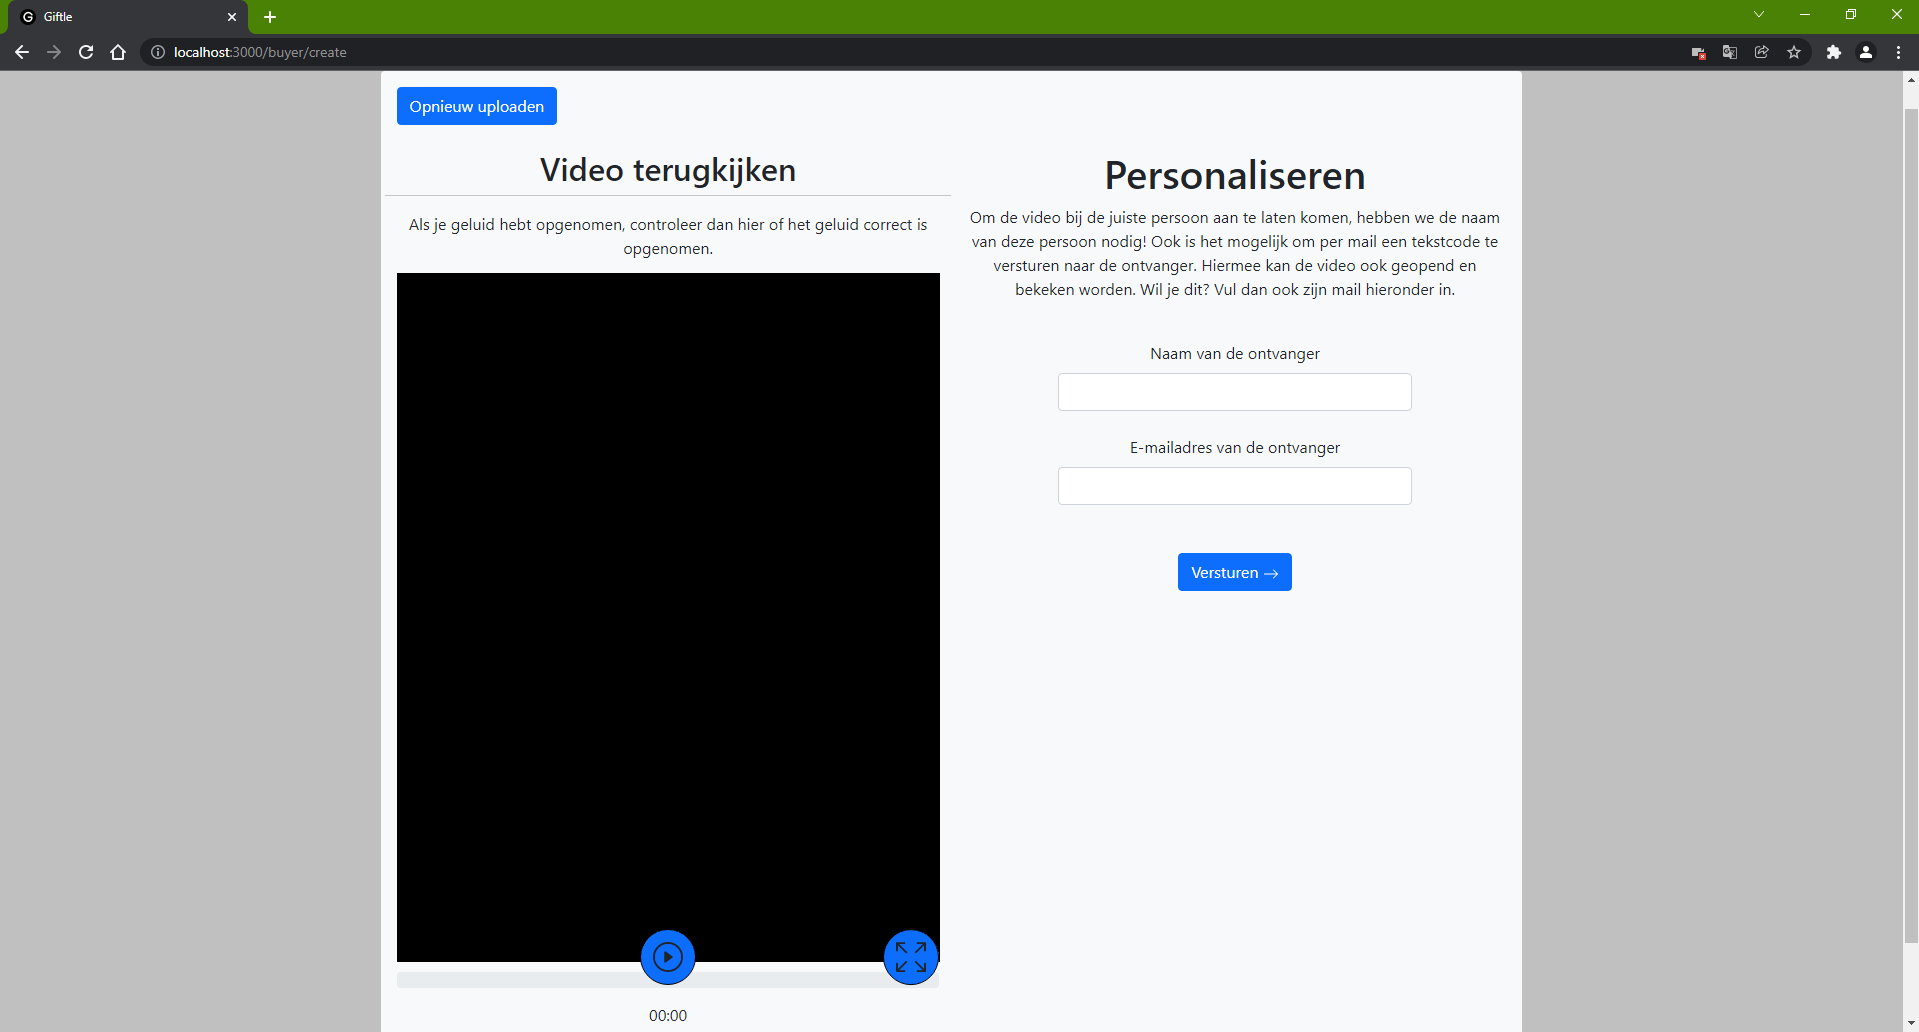 Giftle
localhost:3000/buyer/create
Opnieuw uploaden
Video terugkijken
Als je geluid hebt opgenomen, controleer dan hier of het geluid correct is
opgenomen.
00:00
Personaliseren
Om de video bij de juiste persoon aan te laten komen, hebben we de naam
van deze persoon nodig! Ook is het mogelijk om per mail een tekstcode te
versturen naar de ontvanger. Hiermee kan de video ook geopend en
bekeken worden. Wil je dit? Vul dan ook zijn mail hieronder in.
Naam van de ontvanger
E-mailadres van de ontvanger
Versturen →